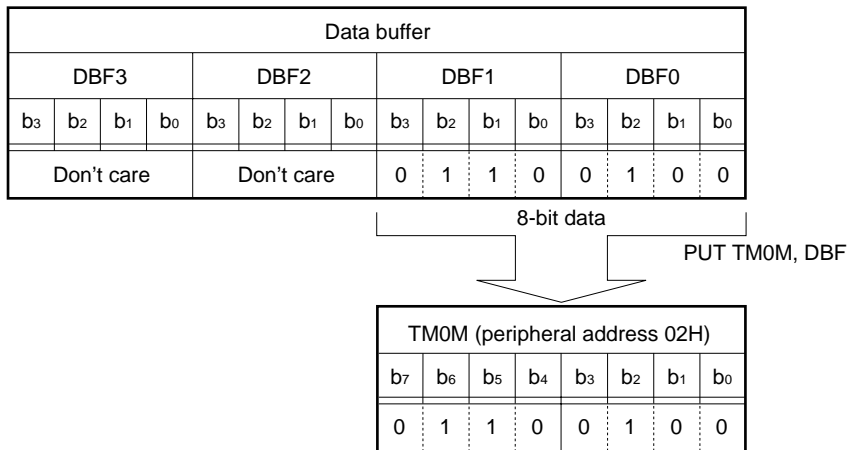 Data buffer
DBF3 DBF2 DBF1 DBF0
b3 b2 b1 b0 b3 b2 b1 b0 b3 b2 b1 b0 b3 b2 b1 b0
Don't care Don't care 0 1 1 0 0 1 0 0
8-bit data
PUT TM0M, DBF
TM0M (peripheral address 02H)
b7 b6 b5 b4 b3 b2 b1 b0
0 1 1 0 0 1 0 0